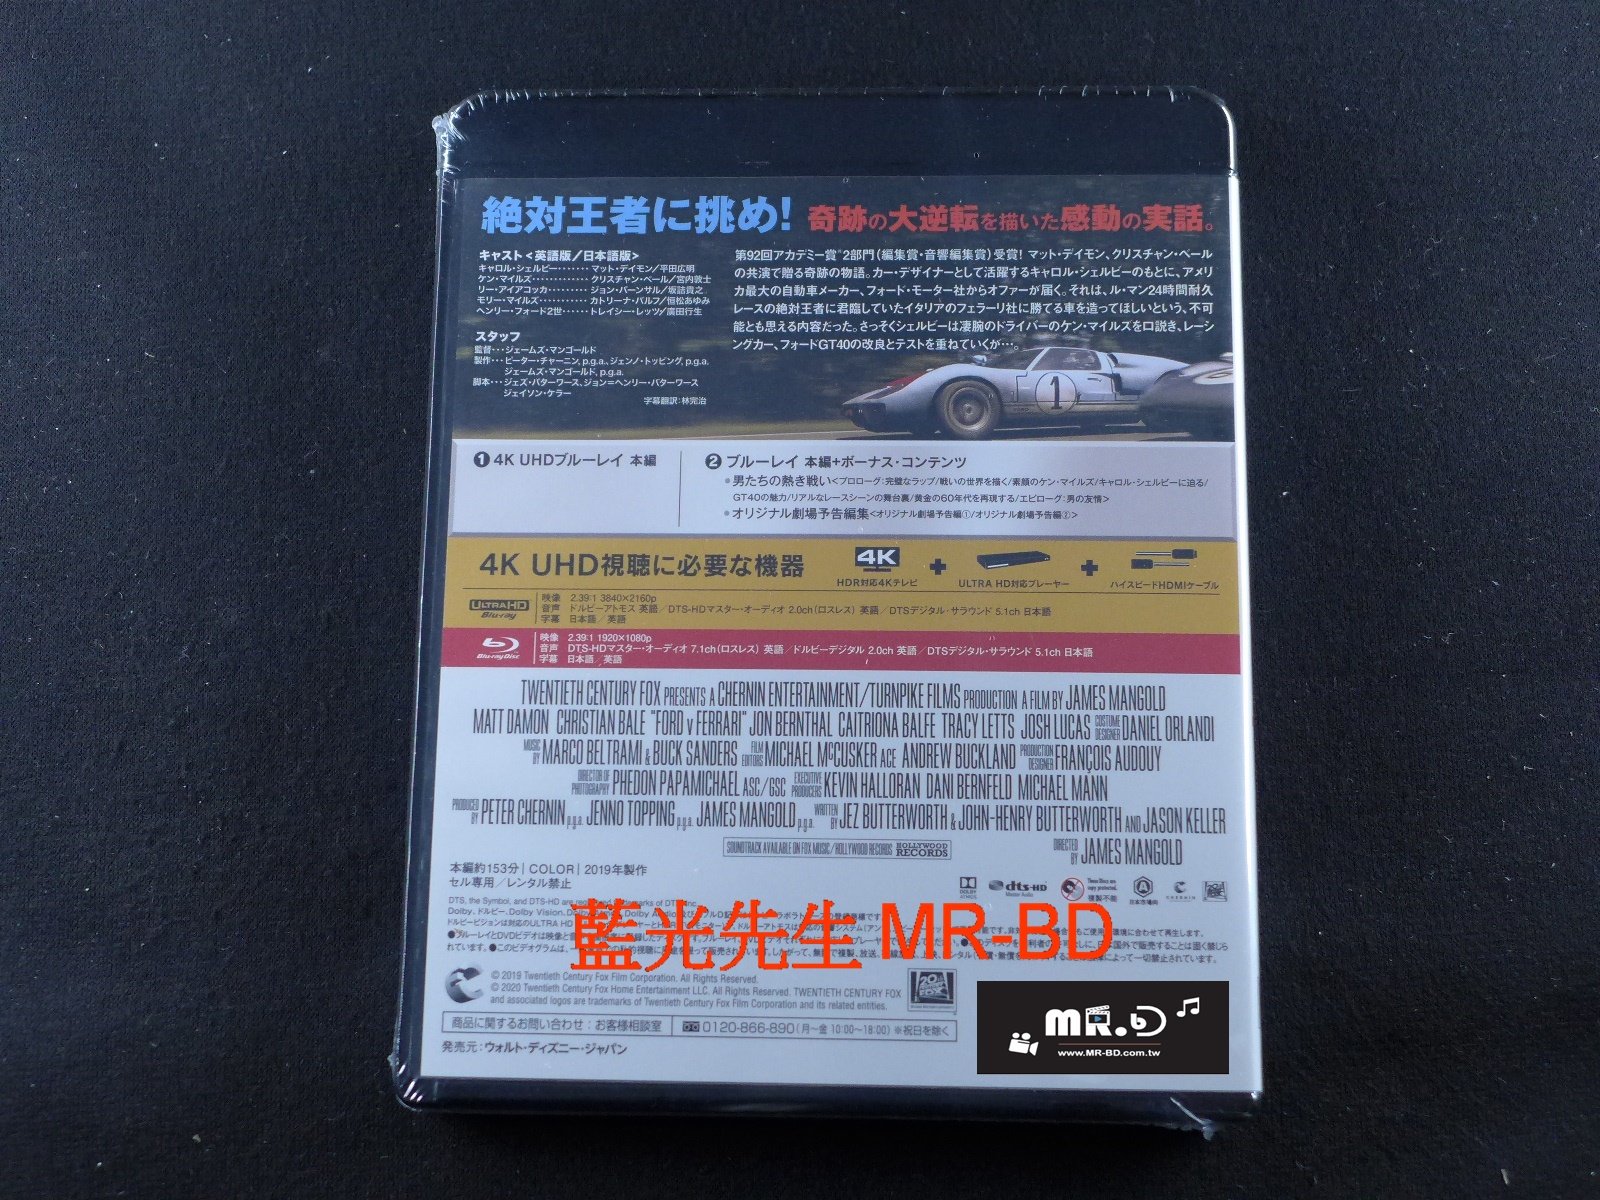 絶対王者に挑め! 奇跡の大逆転を描いた感動の実話。
キャスト<英語版/日本語版>
キャロル・シェルビー・・・・・・・マット・デイモン/平田広明
ケン・マイルズ・・・・・・・・・・・・・クリスチャン・ベール/宮内敦士
リー・アイアコッカ・・・・・・・・・ジョン・バーンサル/坂詰貴之
モリー・マイルズ・・・・・・・・・・・カトリーナ・バルフ/恒松あゆみ
ヘンリー・フォード2世・・・・・・トレイシー・レッツ/廣田行生
スタッフ
監督・・・ジェームズ・マンゴールド
製作・・・ピーター・チャーニン, p.g.a.、ジェンノ・トッピング, p.g.a.
ジェームズ・マンゴールド, p.g.a.
脚本・・・ジェズ・バターワース、ジョン=ヘンリー・バターワース
ジェイソン・ケラー
字幕翻訳:林完治
第92回アカデミー賞®2部門(編集賞・音響編集賞)受賞! マット・デイモン、クリスチャン・ベール
の共演で贈る奇跡の物語。カー・デザイナーとして活躍するキャロル・シェルビーのもとに、アメリ
カ最大の自動車メーカー、フォード・モーター社からオファーが届く。それは、ル・マン24時間耐久
レースの絶対王者に君臨していたイタリアのフェラーリ社に勝てる車を造ってほしいという、不可
能とも思える内容だった。さっそくシェルビーは凄腕のドライバーのケン・マイルズを口説き、レーシ
ングカー、フォードGT40の改良とテストを重ねていくが…。
1
❶4K UHDブルーレイ 本編
❷ブルーレイ 本編+ボーナス・コンテンツ
●男たちの熱き戦い<プロローグ:完璧なラップ/戦いの世界を描く/素顔のケン・マイルズ/キャロル・シェルビーに迫る/
GT40の魅力/リアルなレースシーンの舞台裏/黄金の60年代を再現する/エピローグ:男の友情>
●オリジナル劇場予告編集<オリジナル劇場予告編①/オリジナル劇場予告編②>
4K UHD視聴に必要な機器
4K
HDR対応4Kテレビ + ULTRA HD対応プレーヤー + ハイスピードHDMIケーブル
ULTRA HD Blu-ray
映像 2.39:1 3840×2160p
音声 ドルビーアトモス 英語/DTS-HDマスター・オーディオ 2.0ch(ロスレス) 英語/DTSデジタル・サラウンド 5.1ch 日本語
字幕 日本語/英語
Blu-ray Disc
映像 2.39:1 1920×1080p
音声 DTS-HDマスター・オーディオ 7.1ch(ロスレス) 英語/ドルビーデジタル 2.0ch 英語/DTSデジタル・サラウンド 5.1ch 日本語
字幕 日本語/英語
TWENTIETH CENTURY FOX PRESENTS A CHERNIN ENTERTAINMENT/TURNPIKE FILMS PRODUCTION A FILM BY JAMES MANGOLD
MATT DAMON CHRISTIAN BALE "FORD v FERRARI" JON BERNTHAL CAITRIONA BALFE TRACY LETTS JOSH LUCAS COSTUME DESIGNER DANIEL ORLANDI
MUSIC BY MARCO BELTRAMI & BUCK SANDERS FILM EDITORS MICHAEL McCUSKER ACE ANDREW BUCKLAND PRODUCTION DESIGNER FRANÇOIS AUDOUY
DIRECTOR OF PHOTOGRAPHY PHEDON PAPAMICHAEL ASC/GSC EXECUTIVE PRODUCERS KEVIN HALLORAN DANI BERNFELD MICHAEL MANN
PRODUCED BY PETER CHERNIN p.g.a. JENNO TOPPING p.g.a. JAMES MANGOLD p.g.a. WRITTEN BY JEZ BUTTERWORTH & JOHN-HENRY BUTTERWORTH AND JASON KELLER
SOUNDTRACK AVAILABLE ON FOX MUSIC/HOLLYWOOD RECORDS HOLLYWOOD RECORDS
DIRECTED BY JAMES MANGOLD
本編約153分 | COLOR | 2019年製作
セル専用/レンタル禁止
DOLBY ATMOS dts-HD Master Audio 複製不能 日本市場向 CHERNIN
DTS, the Symbol, and DTS-HD are
藍光先生 MR-BD
© 2019 Twentieth Century Fox Film Corporation. All Rights Reserved.
© 2020 Twentieth Century Fox Home Entertainment LLC. All Rights Reserved. TWENTIETH CENTURY FOX
and associated logos are trademarks of Twentieth Century Fox Film Corporation and its related entities.
商品に関するお問い合わせ:お客様相談室 0120-866-890(月〜金 10:00〜18:00) ※祝日を除く
発売元:ウォルト・ディズニー・ジャパン
MR.bD
www.MR-BD.com.tw